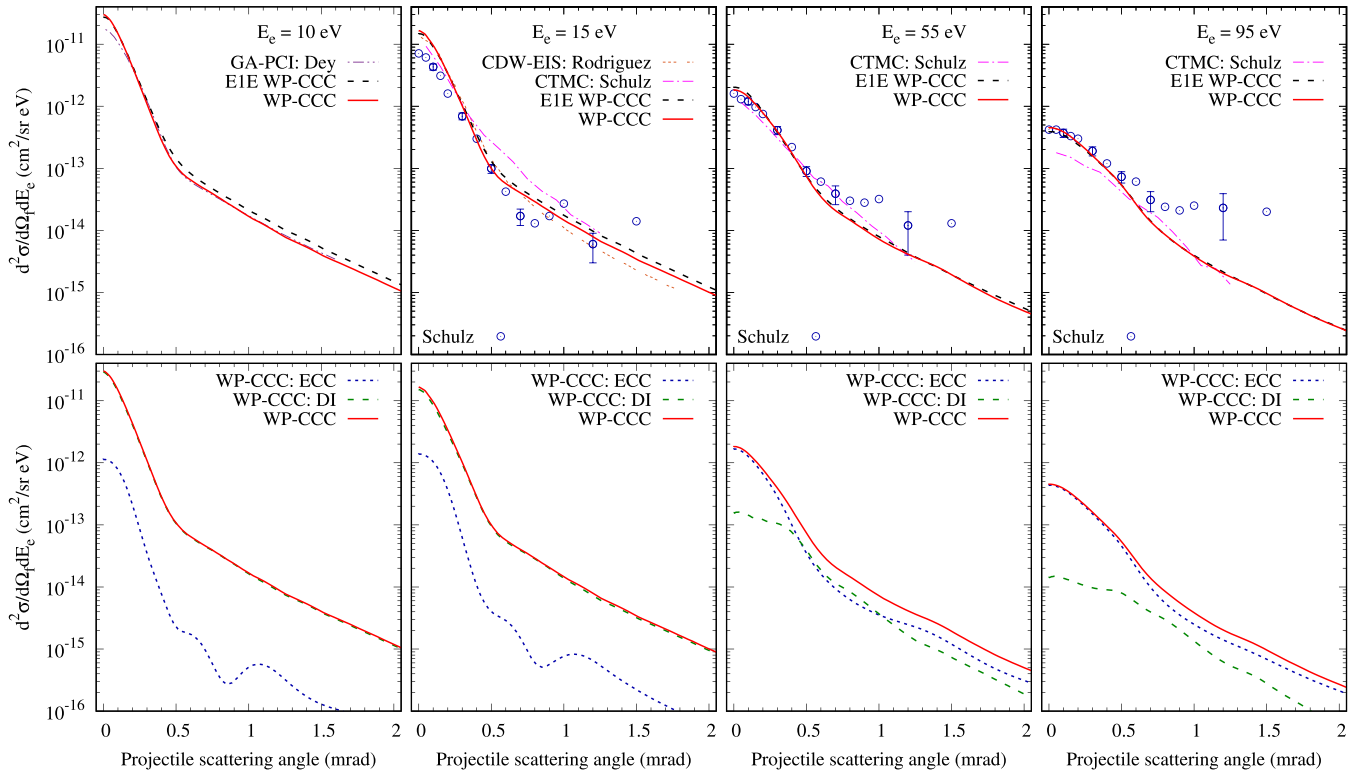 d²σ/dΩ_f dE_e (cm²/sr eV)
10⁻¹¹
10⁻¹²
10⁻¹³
10⁻¹⁴
10⁻¹⁵
10⁻¹⁶
E_e = 10 eV
GA-PCI: Dey
E1E WP-CCC
WP-CCC
E_e = 15 eV
CDW-EIS: Rodriguez
CTMC: Schulz
E1E WP-CCC
WP-CCC
Schulz
E_e = 55 eV
CTMC: Schulz
E1E WP-CCC
WP-CCC
Schulz
E_e = 95 eV
CTMC: Schulz
E1E WP-CCC
WP-CCC
Schulz
d²σ/dΩ_f dE_e (cm²/sr eV)
10⁻¹¹
10⁻¹²
10⁻¹³
10⁻¹⁴
10⁻¹⁵
10⁻¹⁶
WP-CCC: ECC
WP-CCC: DI
WP-CCC
WP-CCC: ECC
WP-CCC: DI
WP-CCC
WP-CCC: ECC
WP-CCC: DI
WP-CCC
WP-CCC: ECC
WP-CCC: DI
WP-CCC
0 0.5 1 1.5 2
0 0.5 1 1.5 2
0 0.5 1 1.5 2
0 0.5 1 1.5 2
Projectile scattering angle (mrad)
Projectile scattering angle (mrad)
Projectile scattering angle (mrad)
Projectile scattering angle (mrad)